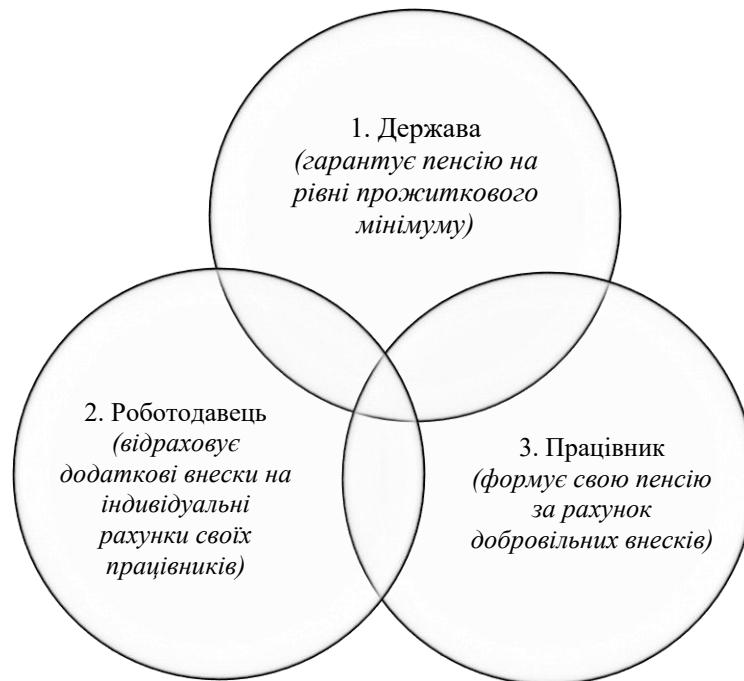 1. Держава
(гарантує пенсію на
рівні прожиткового
мінімуму)
2. Роботодавець
(відраховує
додаткові внески на
індивідуальні
рахунки своїх
працівників)
3. Працівник
(формує свою пенсію
за рахунок
добровільних внесків)